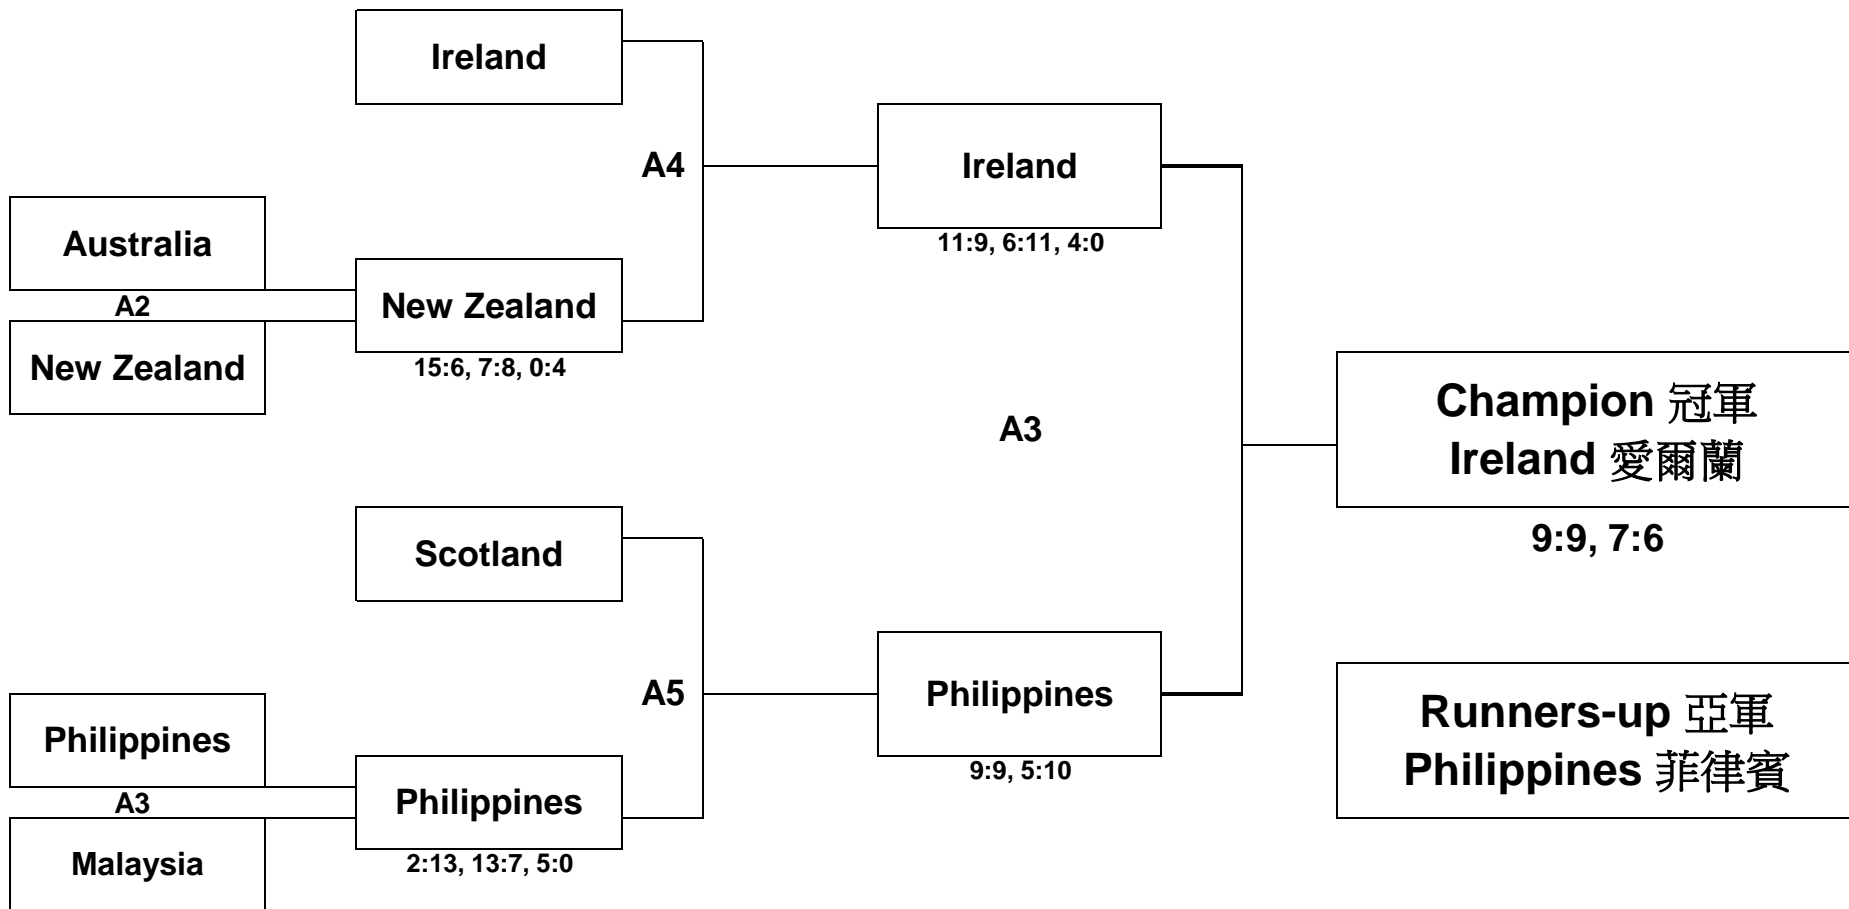 Ireland
A4
Ireland
11:9, 6:11, 4:0
Australia
A2
New Zealand
New Zealand
15:6, 7:8, 0:4
A3
Champion 冠軍
Ireland 愛爾蘭
9:9, 7:6
Scotland
A5
Philippines
9:9, 5:10
Philippines
A3
Malaysia
Philippines
2:13, 13:7, 5:0
Runners-up 亞軍
Philippines 菲律賓